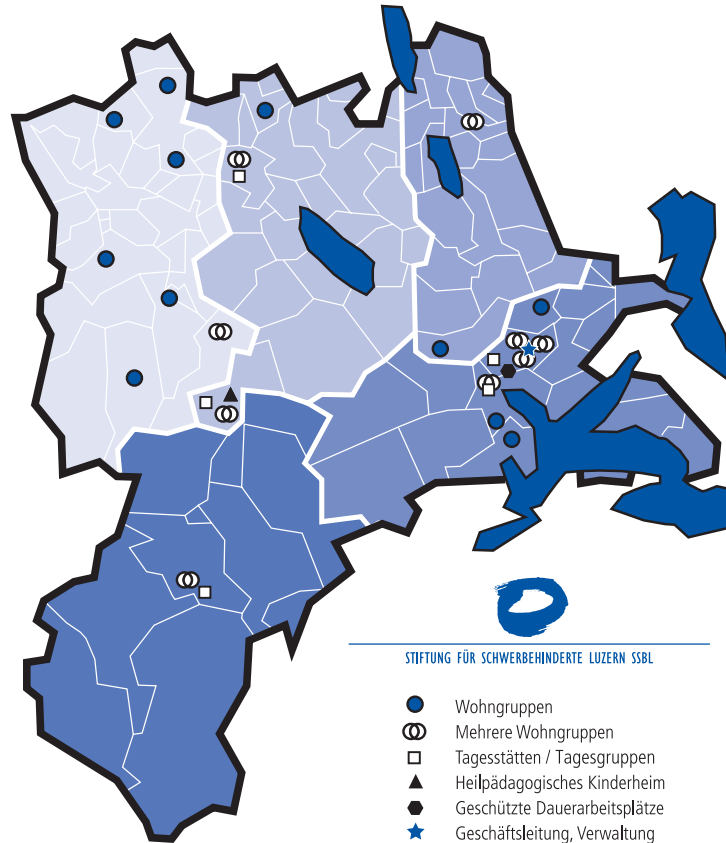 STIFTUNG FÜR SCHWERBEHINDERTE LUZERN SSBL
Wohngruppen
Mehrere Wohngruppen
Tagesstätten / Tagesgruppen
Heilpädagogisches Kinderheim
Geschützte Dauerarbeitsplätze
Geschäftsleitung, Verwaltung